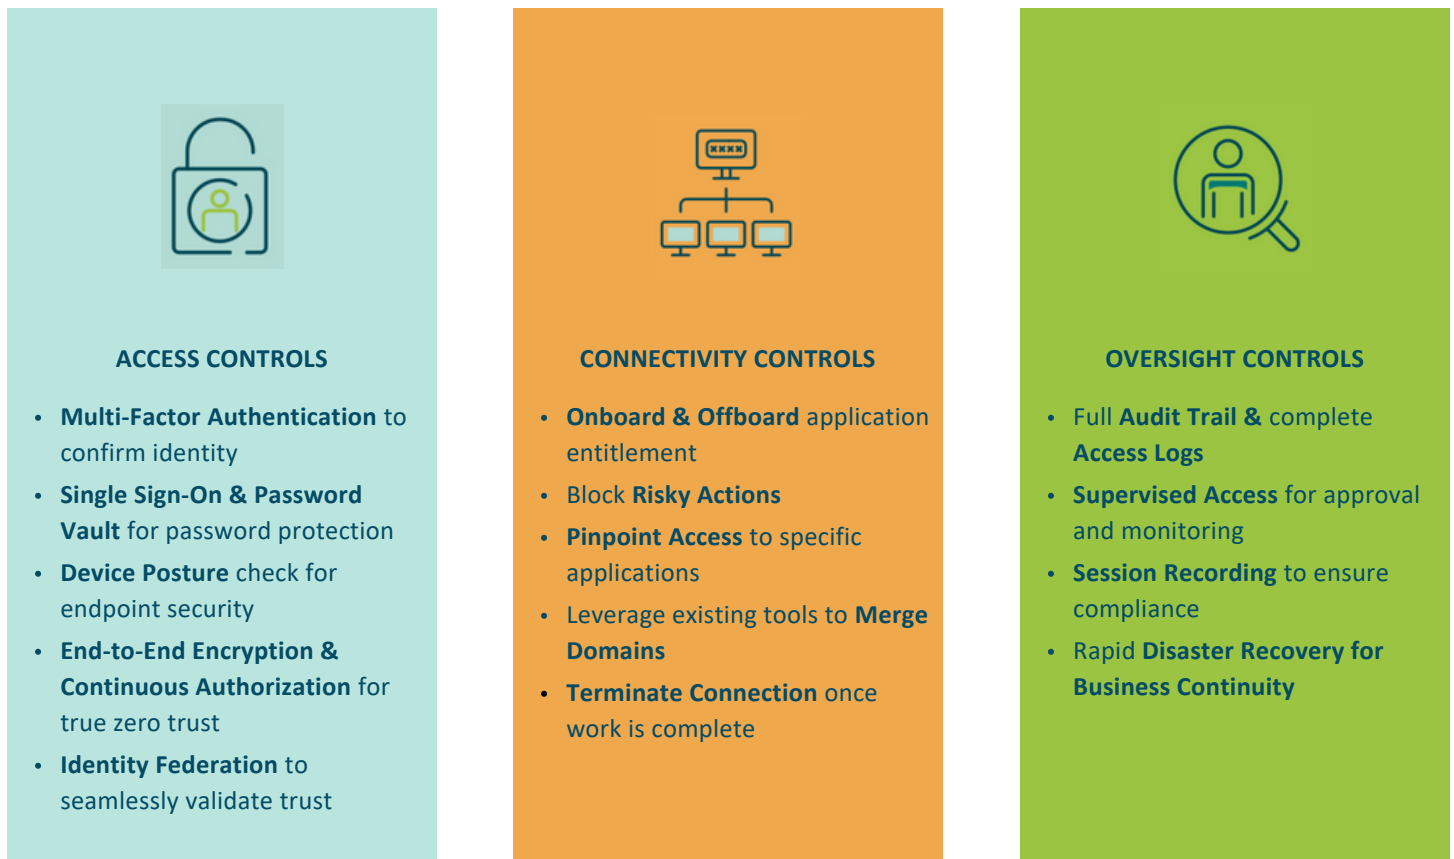 ACCESS CONTROLS
• Multi-Factor Authentication to
confirm identity
• Single Sign-On & Password
Vault for password protection
• Device Posture check for
endpoint security
• End-to-End Encryption &
Continuous Authorization for
true zero trust
• Identity Federation to
seamlessly validate trust
xxxx
CONNECTIVITY CONTROLS
• Onboard & Offboard application
entitlement
• Block Risky Actions
• Pinpoint Access to specific
applications
• Leverage existing tools to Merge
Domains
• Terminate Connection once
work is complete
OVERSIGHT CONTROLS
• Full Audit Trail & complete
Access Logs
• Supervised Access for approval
and monitoring
• Session Recording to ensure
compliance
• Rapid Disaster Recovery for
Business Continuity